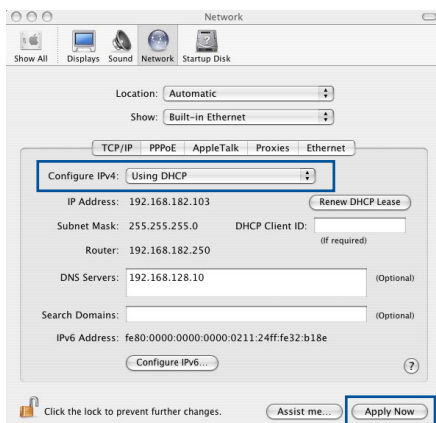 Network
Show All Displays Sound Network Startup Disk
Location: Automatic
Show: Built-in Ethernet
TCP/IP PPPoE AppleTalk Proxies Ethernet
Configure IPv4: Using DHCP
IP Address: 192.168.182.103 Renew DHCP Lease
Subnet Mask: 255.255.255.0 DHCP Client ID:
(If required)
Router: 192.168.182.250
DNS Servers: 192.168.128.10 (Optional)
Search Domains: (Optional)
IPv6 Address: fe80:0000:0000:0000:0211:24ff:fe32:b18e
Configure IPv6... ?
Click the lock to prevent further changes. Assist me... Apply Now